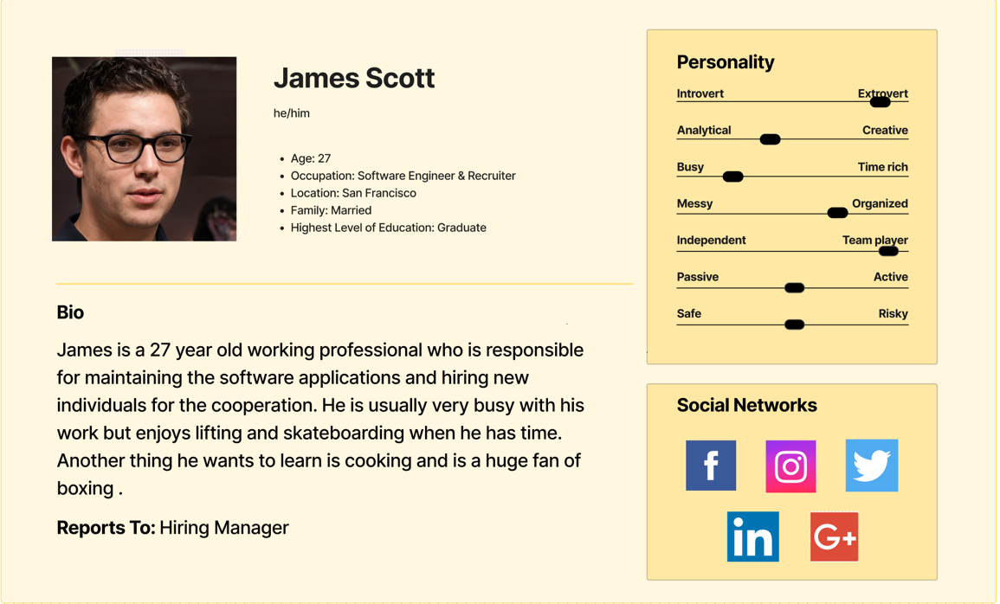 James Scott
he/him
• Age: 27
• Occupation: Software Engineer & Recruiter
• Location: San Francisco
• Family: Married
• Highest Level of Education: Graduate
Bio
James is a 27 year old working professional who is responsible
for maintaining the software applications and hiring new
individuals for the cooperation. He is usually very busy with his
work but enjoys lifting and skateboarding when he has time.
Another thing he wants to learn is cooking and is a huge fan of
boxing .
Reports To: Hiring Manager
Personality
Introvert Extrovert
Analytical Creative
Busy Time rich
Messy Organized
Independent Team player
Passive Active
Safe Risky
Social Networks
f
in G+